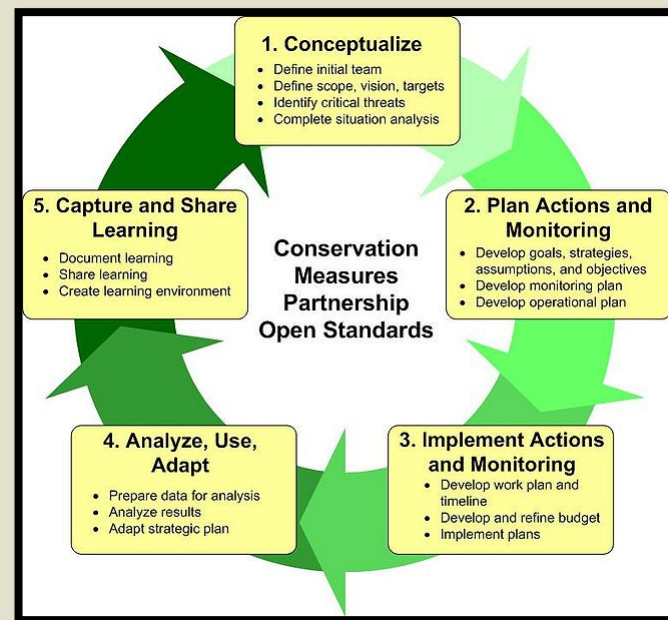 1. Conceptualize
• Define initial team
• Define scope, vision, targets
• Identify critical threats
• Complete situation analysis
2. Plan Actions and
Monitoring
• Develop goals, strategies,
assumptions, and objectives
• Develop monitoring plan
• Develop operational plan
3. Implement Actions
and Monitoring
• Develop work plan and
timeline
• Develop and refine budget
• Implement plans
4. Analyze, Use,
Adapt
• Prepare data for analysis
• Analyze results
• Adapt strategic plan
5. Capture and Share
Learning
• Document learning
• Share learning
• Create learning environment
Conservation
Measures
Partnership
Open Standards